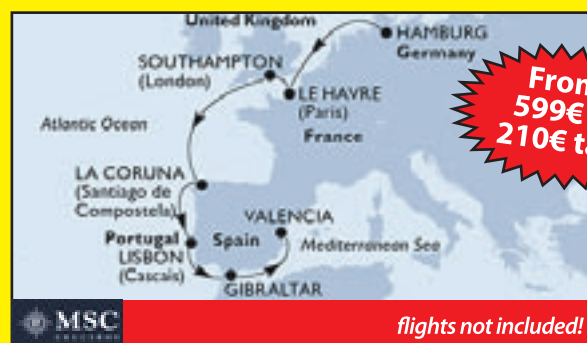 United Kingdom
HAMBURG
Germany
SOUTHAMPTON
(London)
LE HAVRE
(Paris)
France
Atlantic Ocean
From
599€
210€
LA CORUNA
(Santiago de
Compostela)
VALENCIA
Portugal
Spain
Mediterranean Sea
LISBON
(Cascais)
GIBRALTAR
MSC
flights not included!